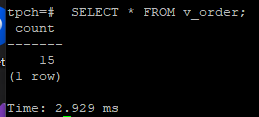 tpch=#  SELECT * FROM v_order;
 count
-------
    15
(1 row)

Time: 2.929 ms